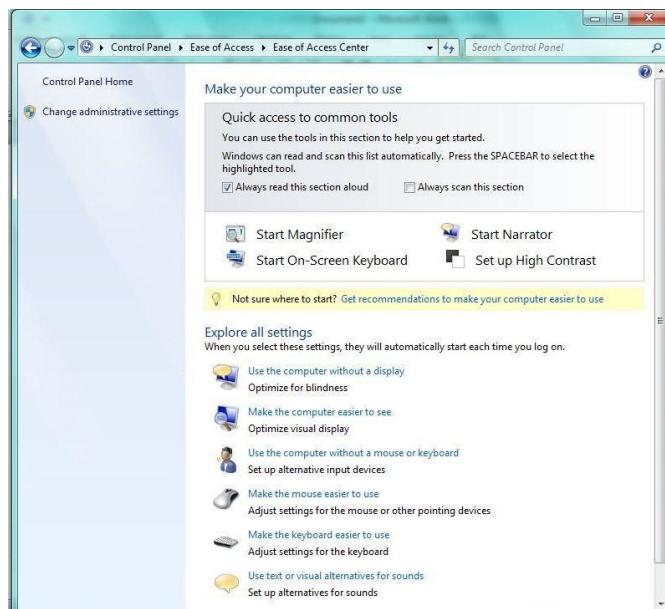 Control Panel ▸ Ease of Access ▸ Ease of Access Center
Search Control Panel
Control Panel Home
Change administrative settings
Make your computer easier to use
Quick access to common tools
You can use the tools in this section to help you get started.
Windows can read and scan this list automatically. Press the SPACEBAR to select the
highlighted tool.
Always read this section aloud
Always scan this section
Start Magnifier
Start Narrator
Start On-Screen Keyboard
Set up High Contrast
Not sure where to start? Get recommendations to make your computer easier to use
Explore all settings
When you select these settings, they will automatically start each time you log on.
Use the computer without a display
Optimize for blindness
Make the computer easier to see
Optimize visual display
Use the computer without a mouse or keyboard
Set up alternative input devices
Make the mouse easier to use
Adjust settings for the mouse or other pointing devices
Make the keyboard easier to use
Adjust settings for the keyboard
Use text or visual alternatives for sounds
Set up alternatives for sounds